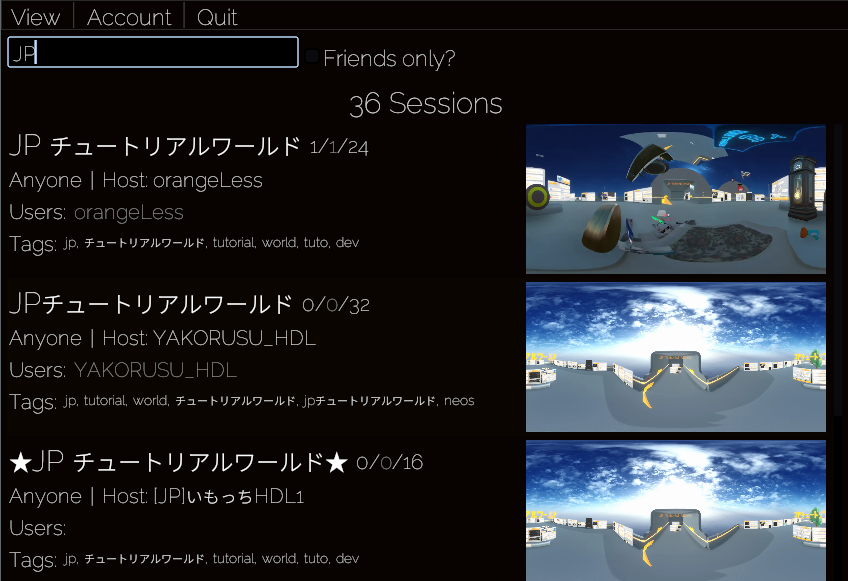 View Account Quit
JP
Friends only?
36 Sessions
JP チュートリアルワールド 1/1/24
Anyone | Host: orangeLess
Users: orangeLess
Tags: jp, チュートリアルワールド, tutorial, world, tuto, dev
JPチュートリアルワールド 0/0/32
Anyone | Host: YAKORUSU_HDL
Users: YAKORUSU_HDL
Tags: jp, tutorial, world, チュートリアルワールド, jpチュートリアルワールド, neos
★JP チュートリアルワールド★ 0/0/16
Anyone | Host: [JP]いもっちHDL1
Users:
Tags: jp, チュートリアルワールド, tutorial, world, tuto, dev